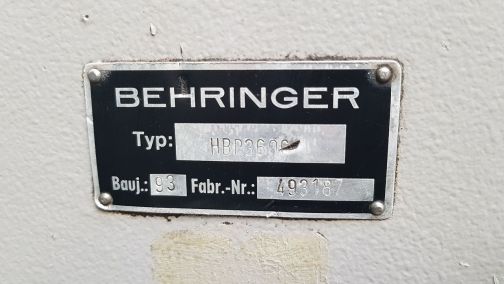 BEHRINGER
Typ:
Bauj.: 93 Fabr.-Nr.: 493187